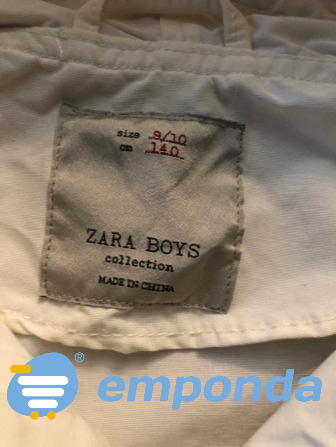 size 9/10
cm 140
ZARA BOYS
collection
MADE IN CHINA
® emponda